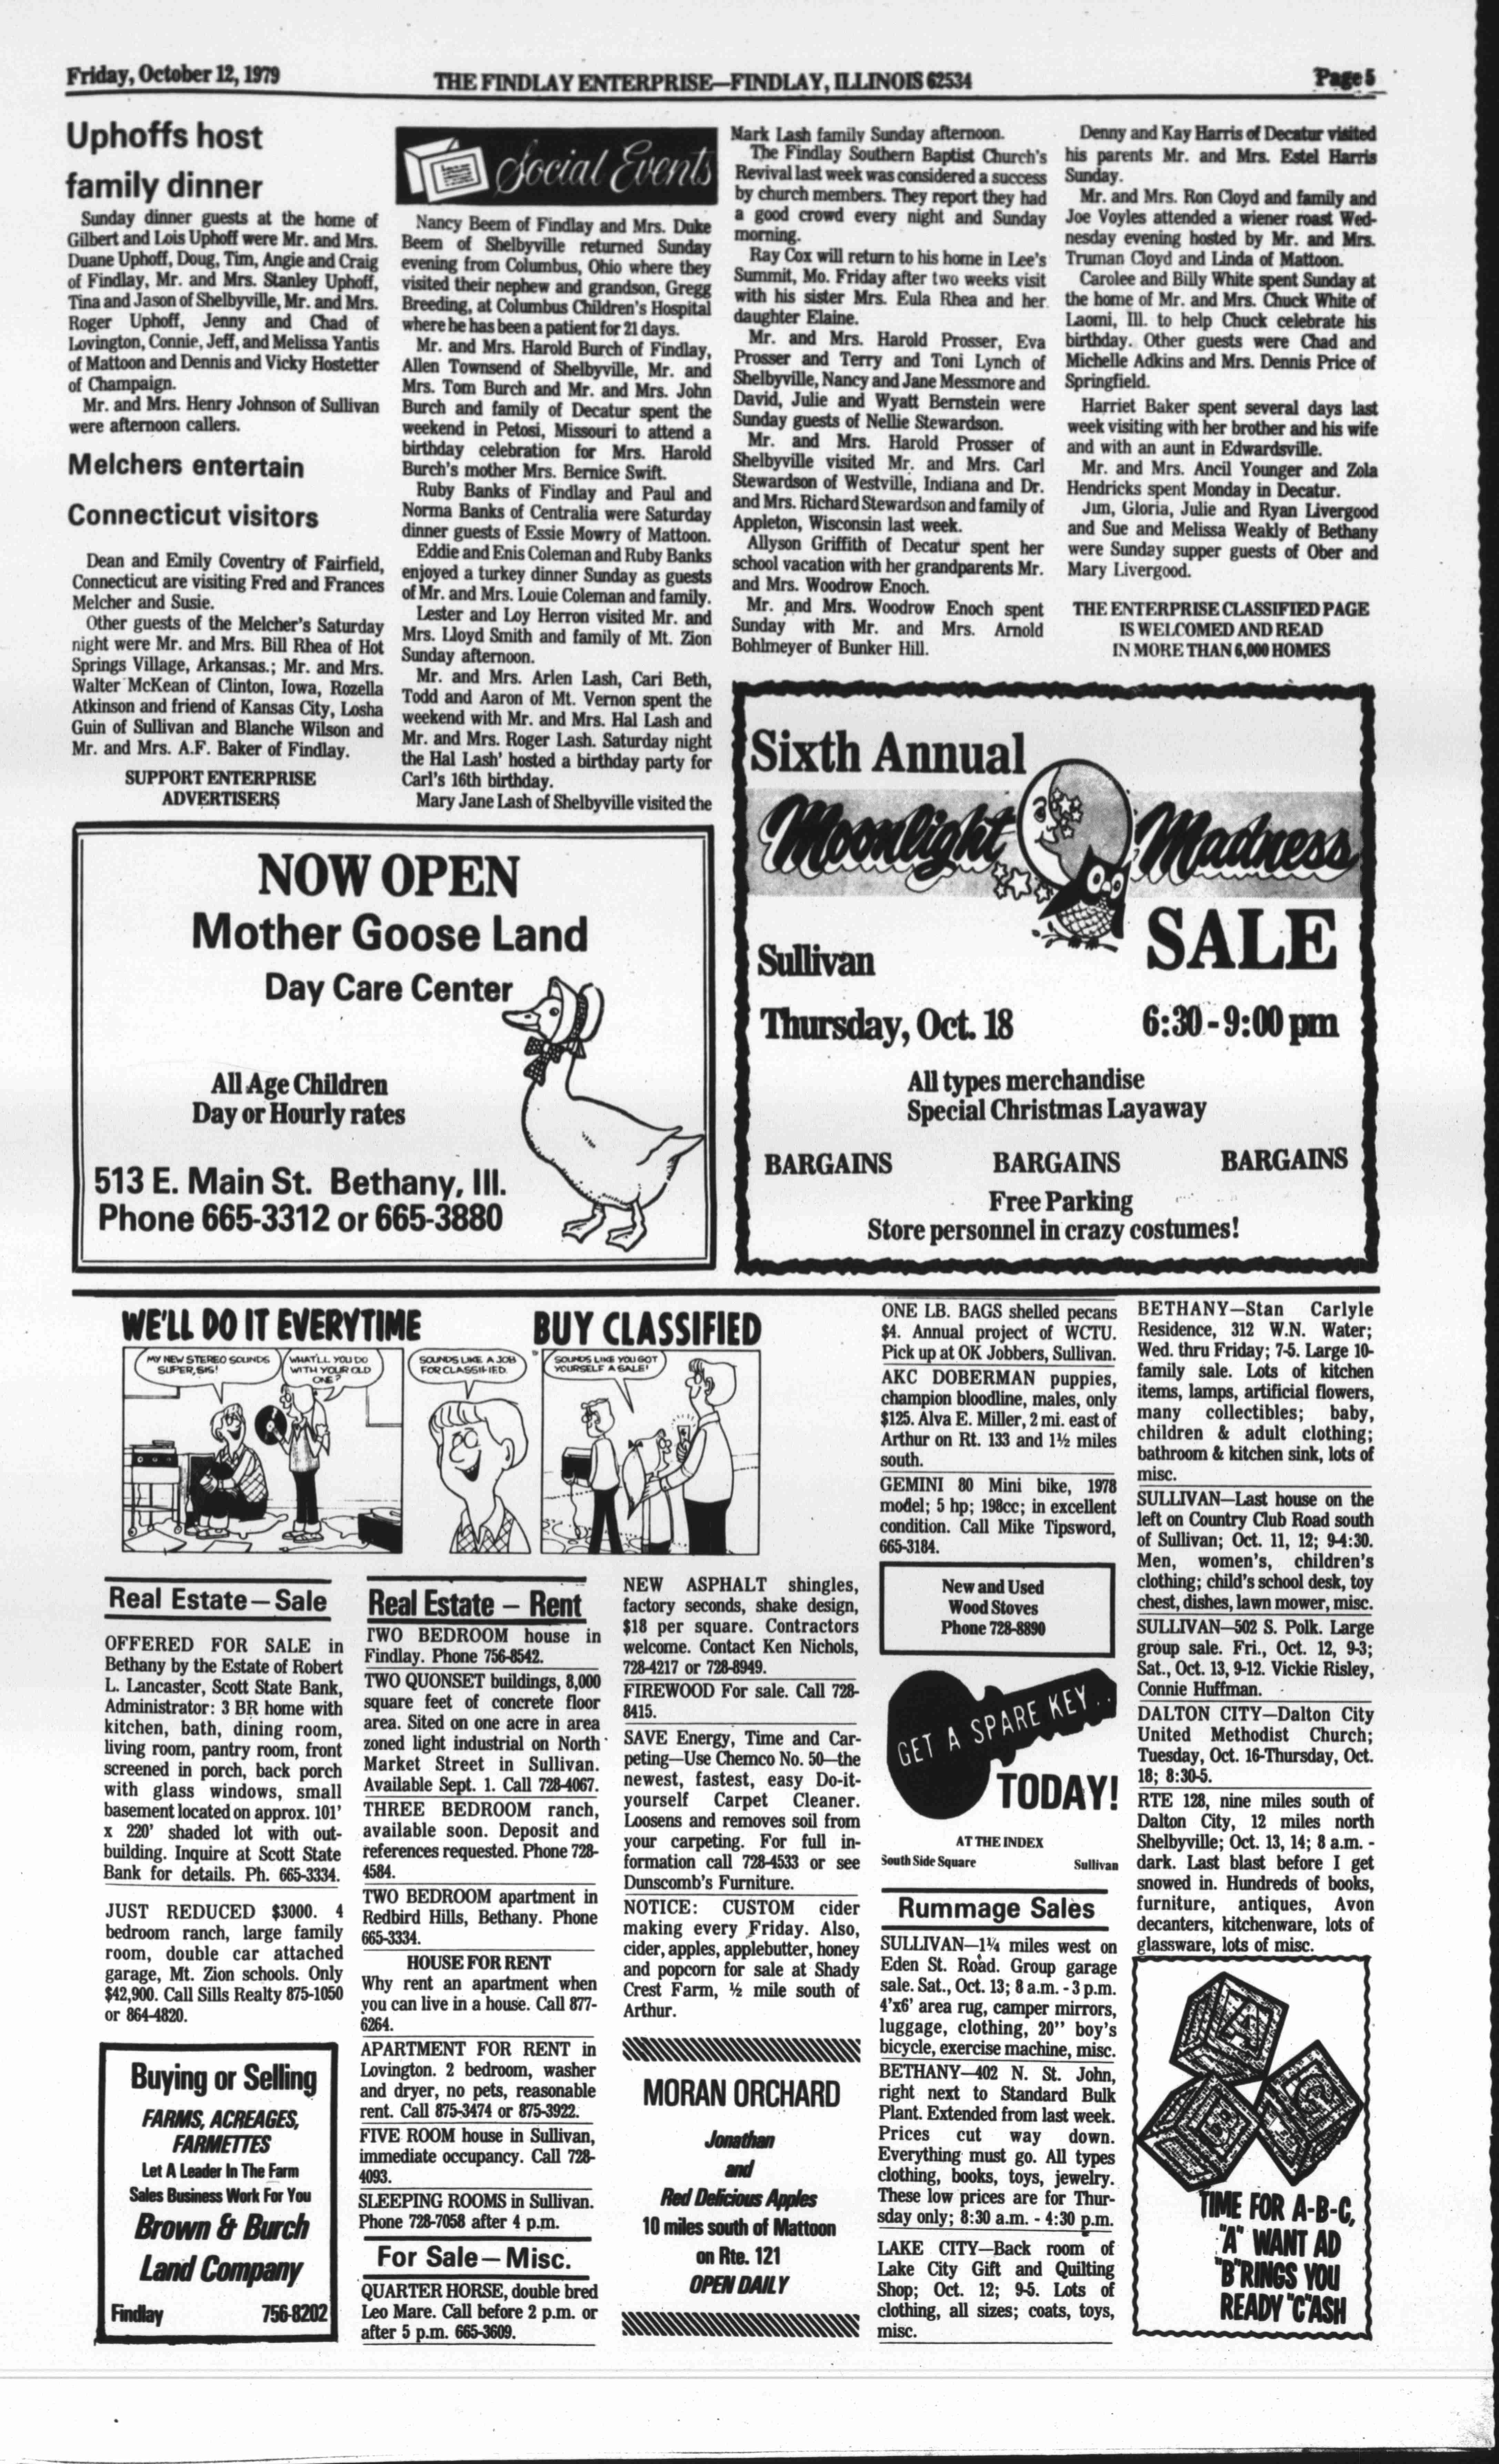 Friday, October 12, 1979
THE FINDLAY ENTERPRISE—FINDLAY, ILLINOIS 62534
Page 5
Uphoffs host
family dinner
Sunday dinner guests at the home of
Gilbert and Lois Uphoff were Mr. and Mrs.
Duane Uphoff, Doug, Tim, Angie and Craig
of Findlay, Mr. and Mrs. Stanley Uphoff,
Tina and Jason of Shelbyville, Mr. and Mrs.
Roger Uphoff, Jenny and Chad of
Lovington, Connie, Jeff, and Melissa Yantis
of Mattoon and Dennis and Vicky Hostetter
of Champaign.
Mr. and Mrs. Henry Johnson of Sullivan
were afternoon callers.
Melchers entertain
Connecticut visitors
Dean and Emily Coventry of Fairfield,
Connecticut are visiting Fred and Frances
Melcher and Susie.
Other guests of the Melcher's Saturday
night were Mr. and Mrs. Bill Rhea of Hot
Springs Village, Arkansas.; Mr. and Mrs.
Walter McKean of Clinton, Iowa, Rozella
Atkinson and friend of Kansas City, Losha
Guin of Sullivan and Blanche Wilson and
Mr. and Mrs. A.F. Baker of Findlay.
SUPPORT ENTERPRISE
ADVERTISERS
Social Events
Nancy Beem of Findlay and Mrs. Duke
Beem of Shelbyville returned Sunday
evening from Columbus, Ohio where they
visited their nephew and grandson, Gregg
Breeding, at Columbus Children's Hospital
where he has been a patient for 21 days.
Mr. and Mrs. Harold Burch of Findlay,
Allen Townsend of Shelbyville, Mr. and
Mrs. Tom Burch and Mr. and Mrs. John
Burch and family of Decatur spent the
weekend in Petosi, Missouri to attend a
birthday celebration for Mrs. Harold
Burch's mother Mrs. Bernice Swift.
Ruby Banks of Findlay and Paul and
Norma Banks of Centralia were Saturday
dinner guests of Essie Mowry of Mattoon.
Eddie and Enis Coleman and Ruby Banks
enjoyed a turkey dinner Sunday as guests
of Mr. and Mrs. Louie Coleman and family.
Lester and Loy Herron visited Mr. and
Mrs. Lloyd Smith and family of Mt. Zion
Sunday afternoon.
Mr. and Mrs. Arlen Lash, Cari Beth,
Todd and Aaron of Mt. Vernon spent the
weekend with Mr. and Mrs. Hal Lash and
Mr. and Mrs. Roger Lash. Saturday night
the Hal Lash' hosted a birthday party for
Carl's 16th birthday.
Mary Jane Lash of Shelbyville visited the
Mark Lash family Sunday afternoon.
The Findlay Southern Baptist Church's
Revival last week was considered a success
by church members. They report they had
a good crowd every night and Sunday
morning.
Ray Cox will return to his home in Lee's
Summit, Mo. Friday after two weeks visit
with his sister Mrs. Eula Rhea and her
daughter Elaine.
Mr. and Mrs. Harold Prosser, Eva
Prosser and Terry and Toni Lynch of
Shelbyville, Nancy and Jane Messmore and
David, Julie and Wyatt Bernstein were
Sunday guests of Nellie Stewardson.
Mr. and Mrs. Harold Prosser of
Shelbyville visited Mr. and Mrs. Carl
Stewardson of Westville, Indiana and Dr.
and Mrs. Richard Stewardson and family of
Appleton, Wisconsin last week.
Allyson Griffith of Decatur spent her
school vacation with her grandparents Mr.
and Mrs. Woodrow Enoch.
Mr. and Mrs. Woodrow Enoch spent
Sunday with Mr. and Mrs. Arnold
Bohlmeyer of Bunker Hill.
Denny and Kay Harris of Decatur visited
his parents Mr. and Mrs. Estel Harris
Sunday.
Mr. and Mrs. Ron Cloyd and family and
Joe Voyles attended a wiener roast Wed-
nesday evening hosted by Mr. and Mrs.
Truman Cloyd and Linda of Mattoon.
Carolee and Billy White spent Sunday at
the home of Mr. and Mrs. Chuck White of
Laomi, Ill. to help Chuck celebrate his
birthday. Other guests were Chad and
Michelle Adkins and Mrs. Dennis Price of
Springfield.
Harriet Baker spent several days last
week visiting with her brother and his wife
and with an aunt in Edwardsville.
Mr. and Mrs. Ancil Younger and Zola
Hendricks spent Monday in Decatur.
Jim, Gloria, Julie and Ryan Livergood
and Sue and Melissa Weakly of Bethany
were Sunday supper guests of Ober and
Mary Livergood.
THE ENTERPRISE CLASSIFIED PAGE
IS WELCOMED AND READ
IN MORE THAN 6,000 HOMES
NOW OPEN
Mother Goose Land
Day Care Center
All Age Children
Day or Hourly rates
513 E. Main St. Bethany, Ill.
Phone 665-3312 or 665-3880
Sixth Annual
Moonlight Madness
SALE
Sullivan
Thursday, Oct. 18 6:30 - 9:00 pm
All types merchandise
Special Christmas Layaway
BARGAINS BARGAINS BARGAINS
Free Parking
Store personnel in crazy costumes!
WE'LL DO IT EVERYTIME BUY CLASSIFIED
MY NEW STEREO SOUNDS
SUPER, SIS!
WHAT'LL YOU DO
WITH YOUR OLD
ONE?
SOUNDS LIKE A JOB
FOR CLASSIFIED.
SOUNDS LIKE YOU GOT
YOURSELF A SALE!
Real Estate—Sale
OFFERED FOR SALE in
Bethany by the Estate of Robert
L. Lancaster, Scott State Bank,
Administrator: 3 BR home with
kitchen, bath, dining room,
living room, pantry room, front
screened in porch, back porch
with glass windows, small
basement located on approx. 101'
x 220' shaded lot with out-
building. Inquire at Scott State
Bank for details. Ph. 665-3334.
JUST REDUCED $3000. 4
bedroom ranch, large family
room, double car attached
garage, Mt. Zion schools. Only
$42,900. Call Sills Realty 875-1050
or 864-4820.
Buying or Selling
FARMS, ACREAGES,
FARMETTES
Let A Leader In The Farm
Sales Business Work For You
Brown & Burch
Land Company
Findlay 756-8202
Real Estate — Rent
TWO BEDROOM house in
Findlay. Phone 756-8542.
TWO QUONSET buildings, 8,000
square feet of concrete floor
area. Sited on one acre in area
zoned light industrial on North
Market Street in Sullivan.
Available Sept. 1. Call 728-4067.
THREE BEDROOM ranch,
available soon. Deposit and
references requested. Phone 728-
4584.
TWO BEDROOM apartment in
Redbird Hills, Bethany. Phone
665-3334.
HOUSE FOR RENT
Why rent an apartment when
you can live in a house. Call 877-
6264.
APARTMENT FOR RENT in
Lovington. 2 bedroom, washer
and dryer, no pets, reasonable
rent. Call 875-3474 or 875-3922.
FIVE ROOM house in Sullivan,
immediate occupancy. Call 728-
4093.
SLEEPING ROOMS in Sullivan.
Phone 728-7058 after 4 p.m.
For Sale—Misc.
QUARTER HORSE, double bred
Leo Mare. Call before 2 p.m. or
after 5 p.m. 665-3609.
NEW ASPHALT shingles,
factory seconds, shake design,
$18 per square. Contractors
welcome. Contact Ken Nichols,
728-4217 or 728-8949.
FIREWOOD For sale. Call 728-
8415.
SAVE Energy, Time and Car-
peting—Use Chemco No. 50—the
newest, fastest, easy Do-it-
yourself Carpet Cleaner.
Loosens and removes soil from
your carpeting. For full in-
formation call 728-4533 or see
Dunscomb's Furniture.
NOTICE: CUSTOM cider
making every Friday. Also,
cider, apples, applebutter, honey
and popcorn for sale at Shady
Crest Farm, ½ mile south of
Arthur.
MORAN ORCHARD
Jonathan
and
Red Delicious Apples
10 miles south of Mattoon
on Rte. 121
OPEN DAILY
ONE LB. BAGS shelled pecans
$4. Annual project of WCTU.
Pick up at OK Jobbers, Sullivan.
AKC DOBERMAN puppies,
champion bloodline, males, only
$125. Alva E. Miller, 2 mi. east of
Arthur on Rt. 133 and 1½ miles
south.
GEMINI 80 Mini bike, 1978
model; 5 hp; 198cc; in excellent
condition. Call Mike Tipsword,
665-3184.
New and Used
Wood Stoves
Phone 728-8890
GET A SPARE KEY...
TODAY!
AT THE INDEX
South Side Square Sullivan
Rummage Sales
SULLIVAN—1¼ miles west on
Eden St. Road. Group garage
sale. Sat., Oct. 13; 8 a.m. - 3 p.m.
4'x6' area rug, camper mirrors,
luggage, clothing, 20" boy's
bicycle, exercise machine, misc.
BETHANY—402 N. St. John,
right next to Standard Bulk
Plant. Extended from last week.
Prices cut way down.
Everything must go. All types
clothing, books, toys, jewelry.
These low prices are for Thur-
sday only; 8:30 a.m. - 4:30 p.m.
LAKE CITY—Back room of
Lake City Gift and Quilting
Shop; Oct. 12; 9-5. Lots of
clothing, all sizes; coats, toys,
misc.
BETHANY—Stan Carlyle
Residence, 312 W.N. Water;
Wed. thru Friday; 7-5. Large 10-
family sale. Lots of kitchen
items, lamps, artificial flowers,
many collectibles; baby,
children & adult clothing;
bathroom & kitchen sink, lots of
misc.
SULLIVAN—Last house on the
left on Country Club Road south
of Sullivan; Oct. 11, 12; 9-4:30.
Men, women's, children's
clothing; child's school desk, toy
chest, dishes, lawn mower, misc.
SULLIVAN—502 S. Polk. Large
group sale. Fri., Oct. 12, 9-3;
Sat., Oct. 13, 9-12. Vickie Risley,
Connie Huffman.
DALTON CITY—Dalton City
United Methodist Church;
Tuesday, Oct. 16-Thursday, Oct.
18; 8:30-5.
RTE 128, nine miles south of
Dalton City, 12 miles north
Shelbyville; Oct. 13, 14; 8 a.m. -
dark. Last blast before I get
snowed in. Hundreds of books,
furniture, antiques, Avon
decanters, kitchenware, lots of
glassware, lots of misc.
TIME FOR A-B-C,
"A" WANT AD
"B"RINGS YOU
READY "C"ASH